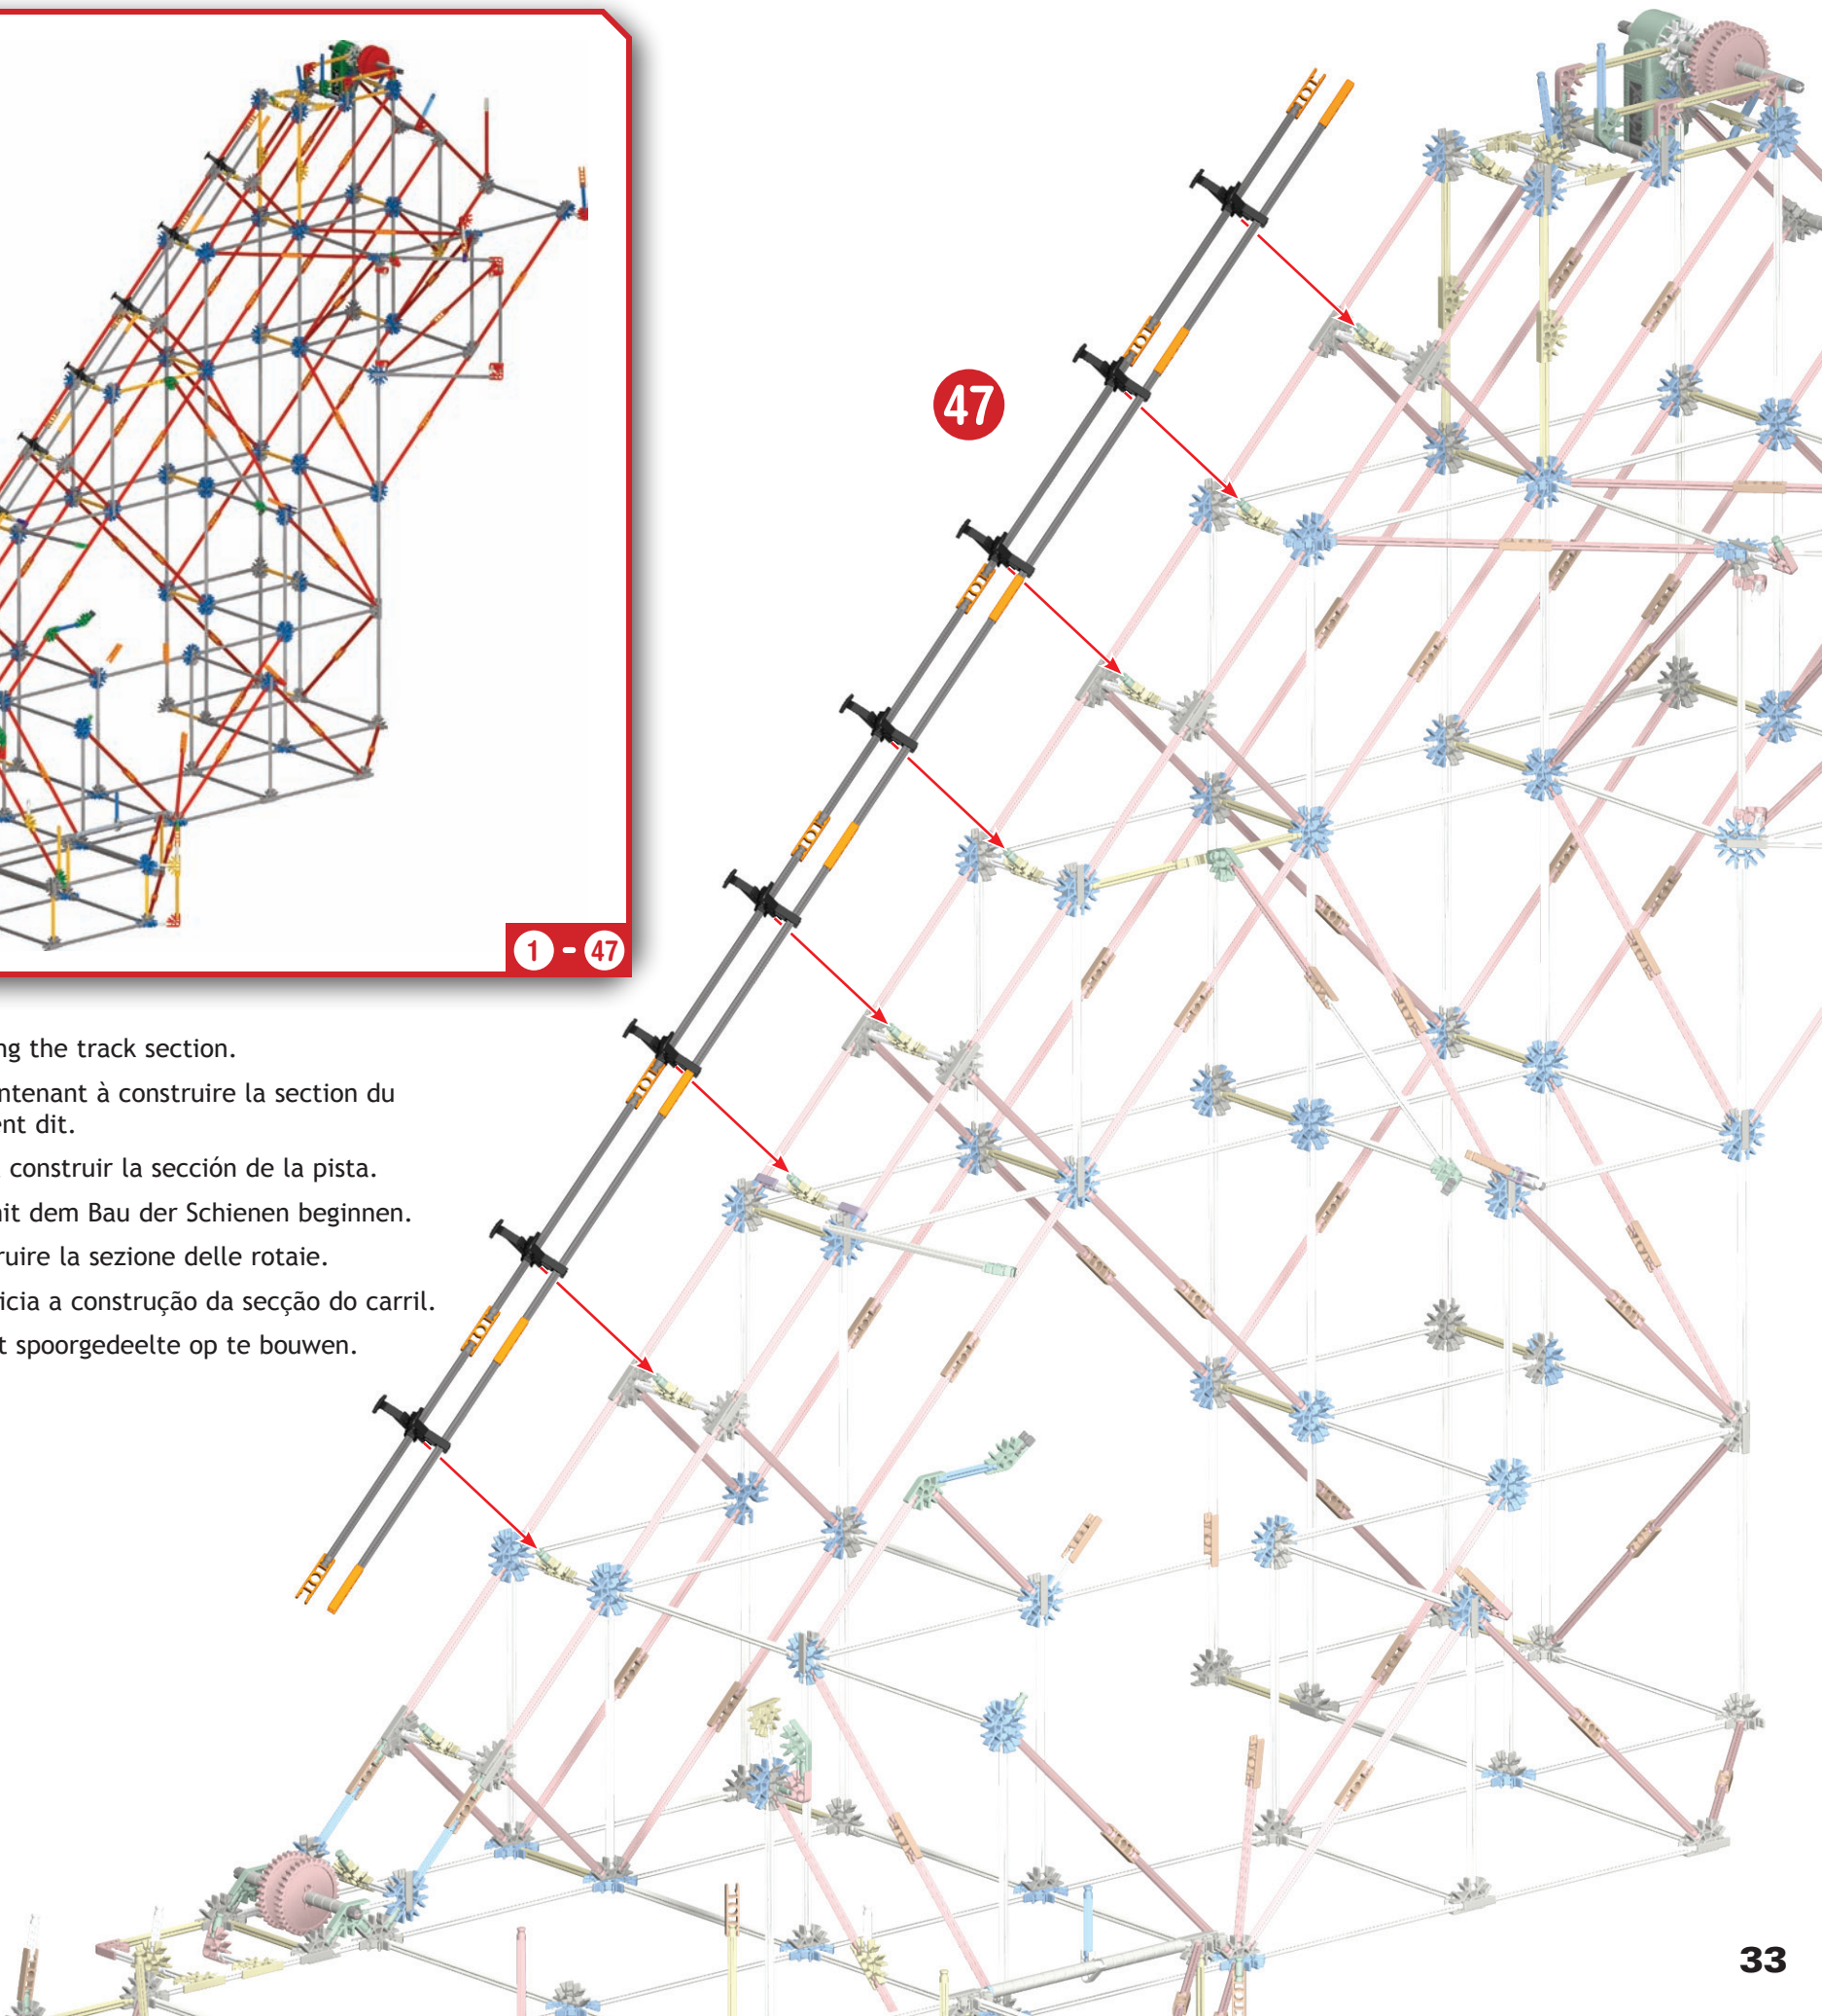 1 - 47
47
ng the track section.
ntenant à construire la section du
ent dit.
construir la sección de la pista.
nit dem Bau der Schienen beginnen.
ruire la sezione delle rotaie.
icia a construção da secção do carril.
t spoorgedeelte op te bouwen.
33